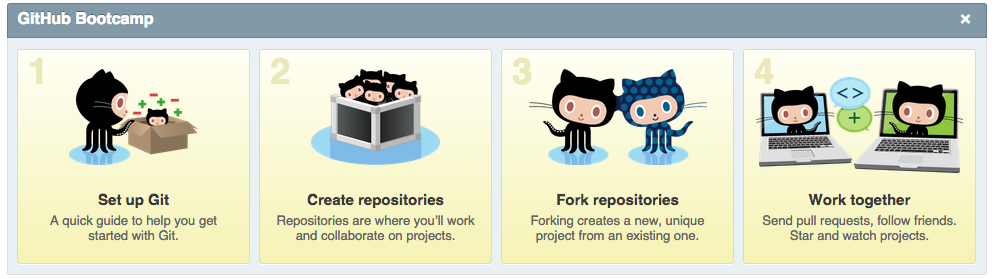 GitHub Bootcamp ×
1
Set up Git
A quick guide to help you get
started with Git.
2
Create repositories
Repositories are where you'll work
and collaborate on projects.
3
Fork repositories
Forking creates a new, unique
project from an existing one.
4
<> +
Work together
Send pull requests, follow friends.
Star and watch projects.